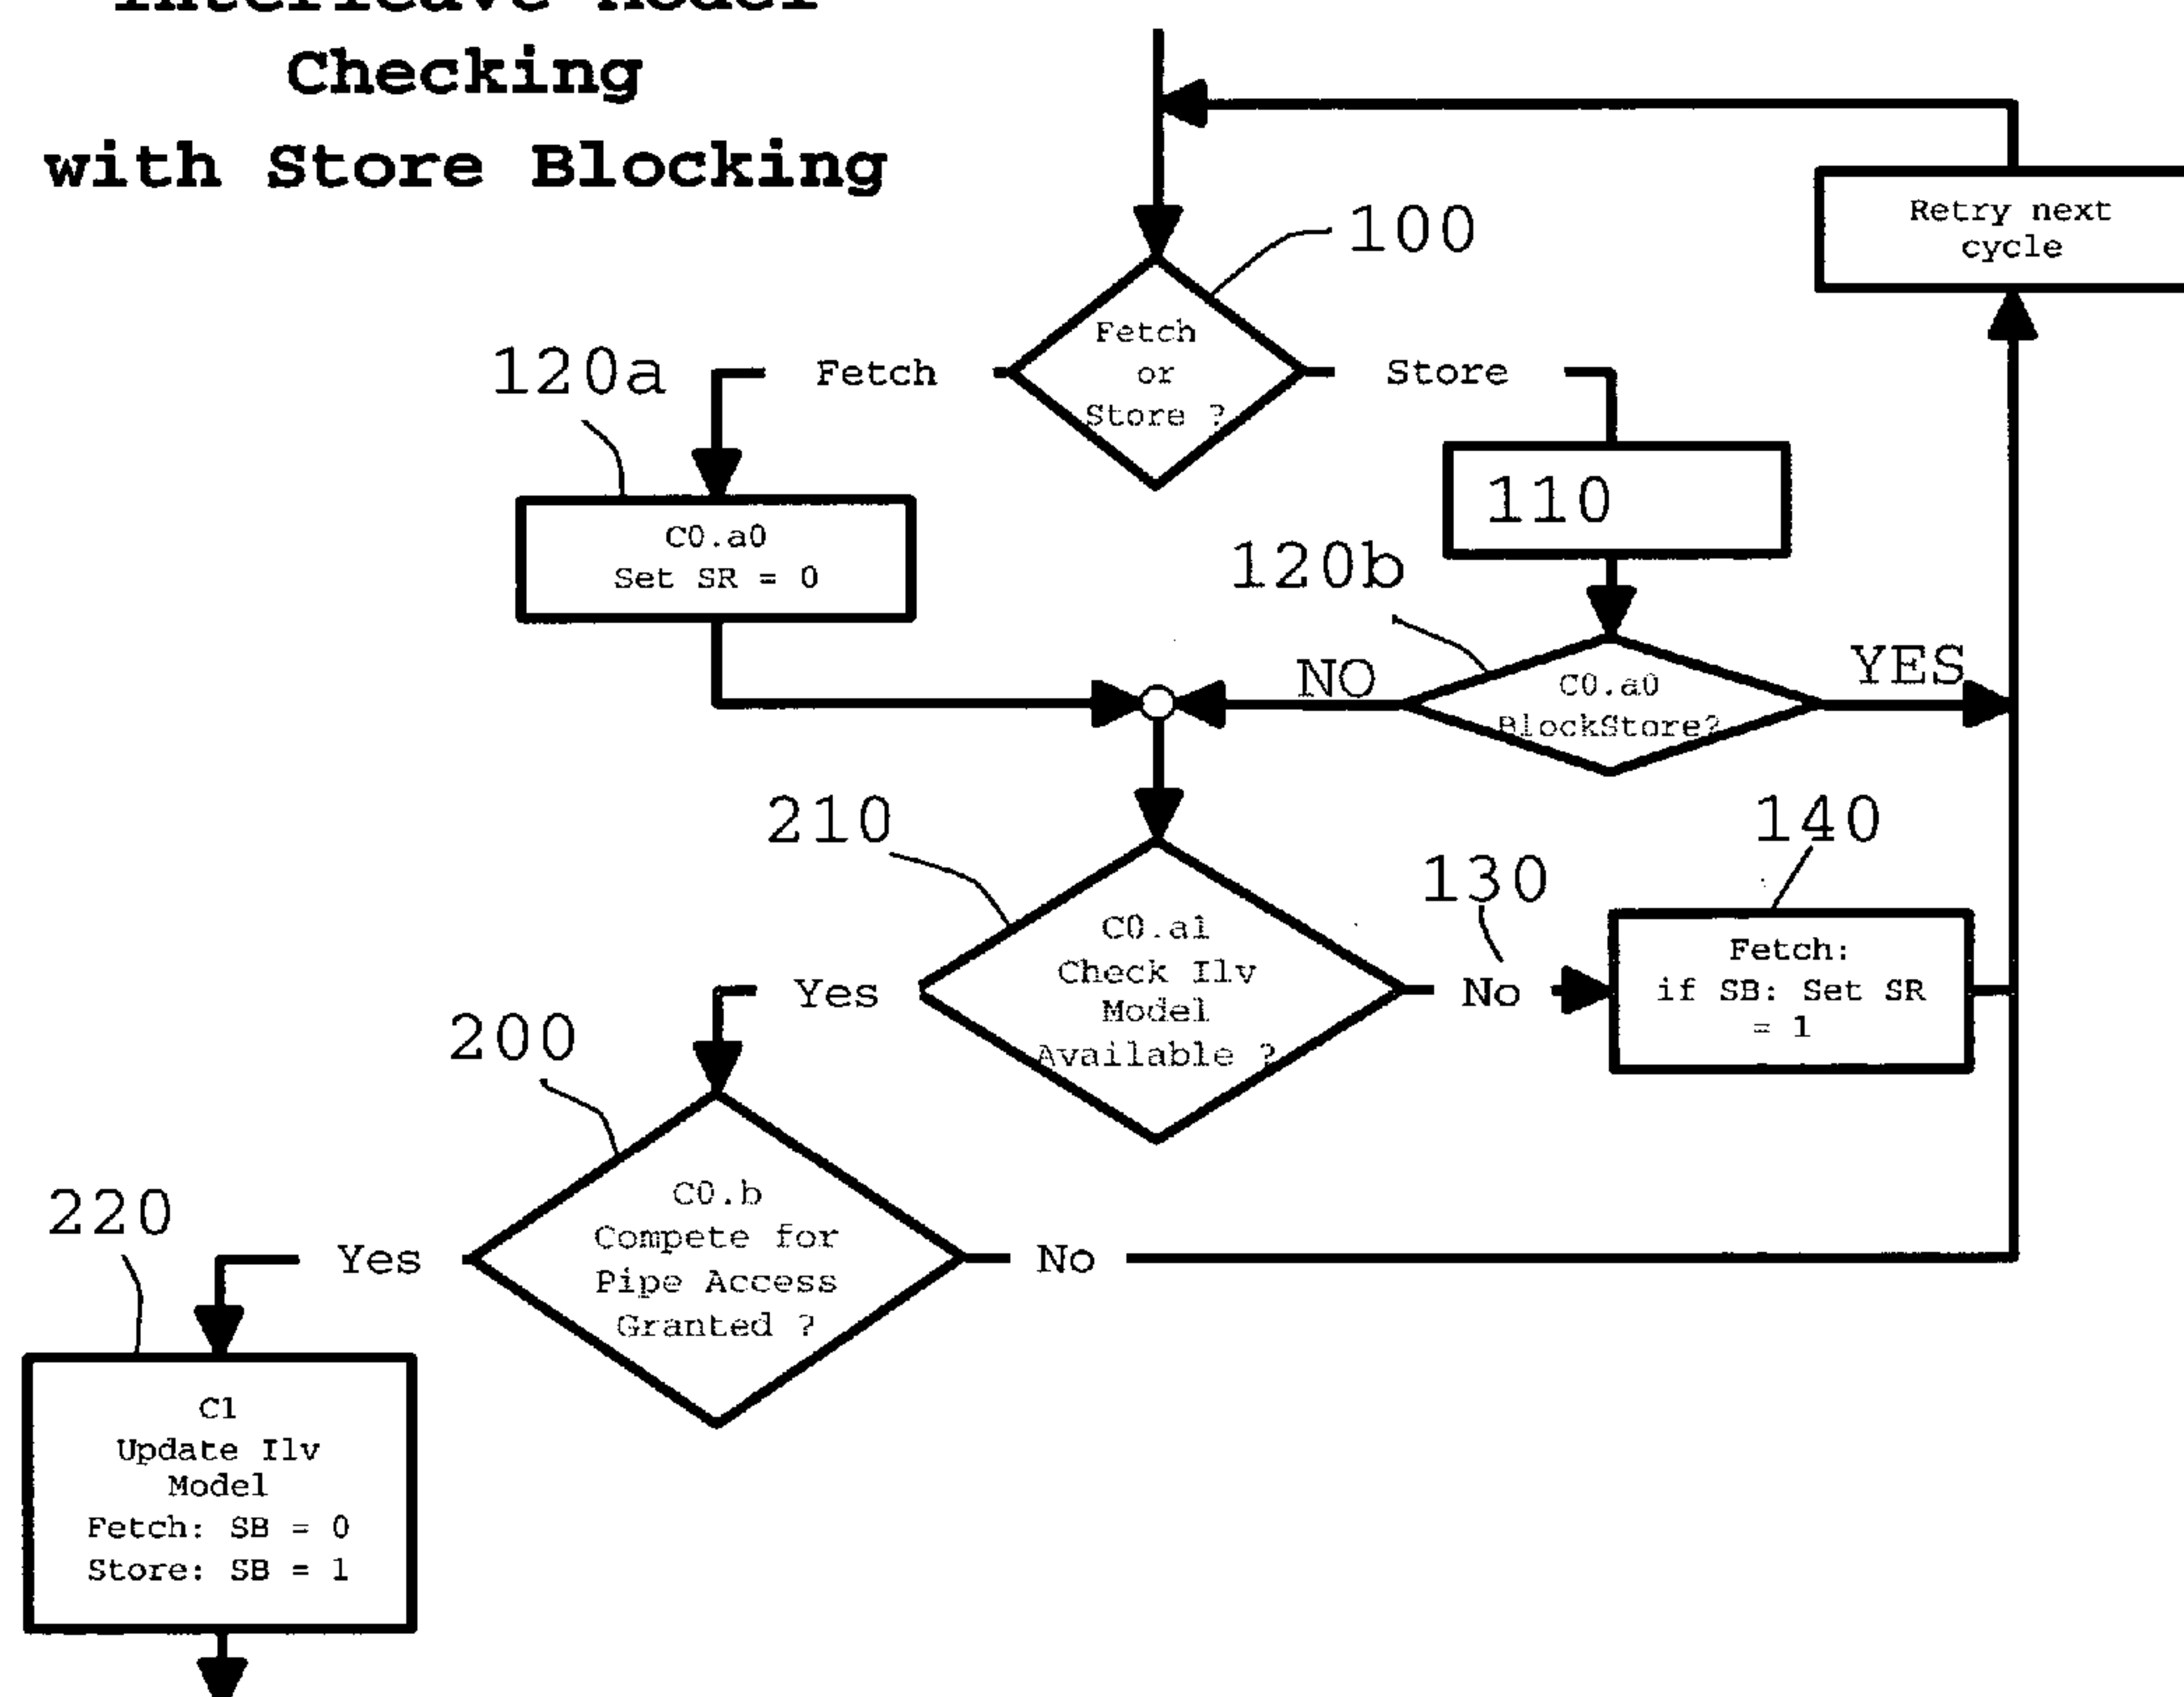 Interleave Model
Checking
with Store Blocking
100
Retry next
cycle
Fetch
or
Store ?
120a
Fetch
Store
C0.a0
Set SR = 0
110
120b
NO
C0.a0
BlockStore?
YES
210
140
130
C0.a1
Check Ilv
Model
Available ?
Yes
No
Fetch:
if SB: Set SR
= 1
200
C0.b
Compete for
Pipe Access
Granted ?
220
Yes
No
C1
Update Ilv
Model
Fetch: SB = 0
Store: SB = 1